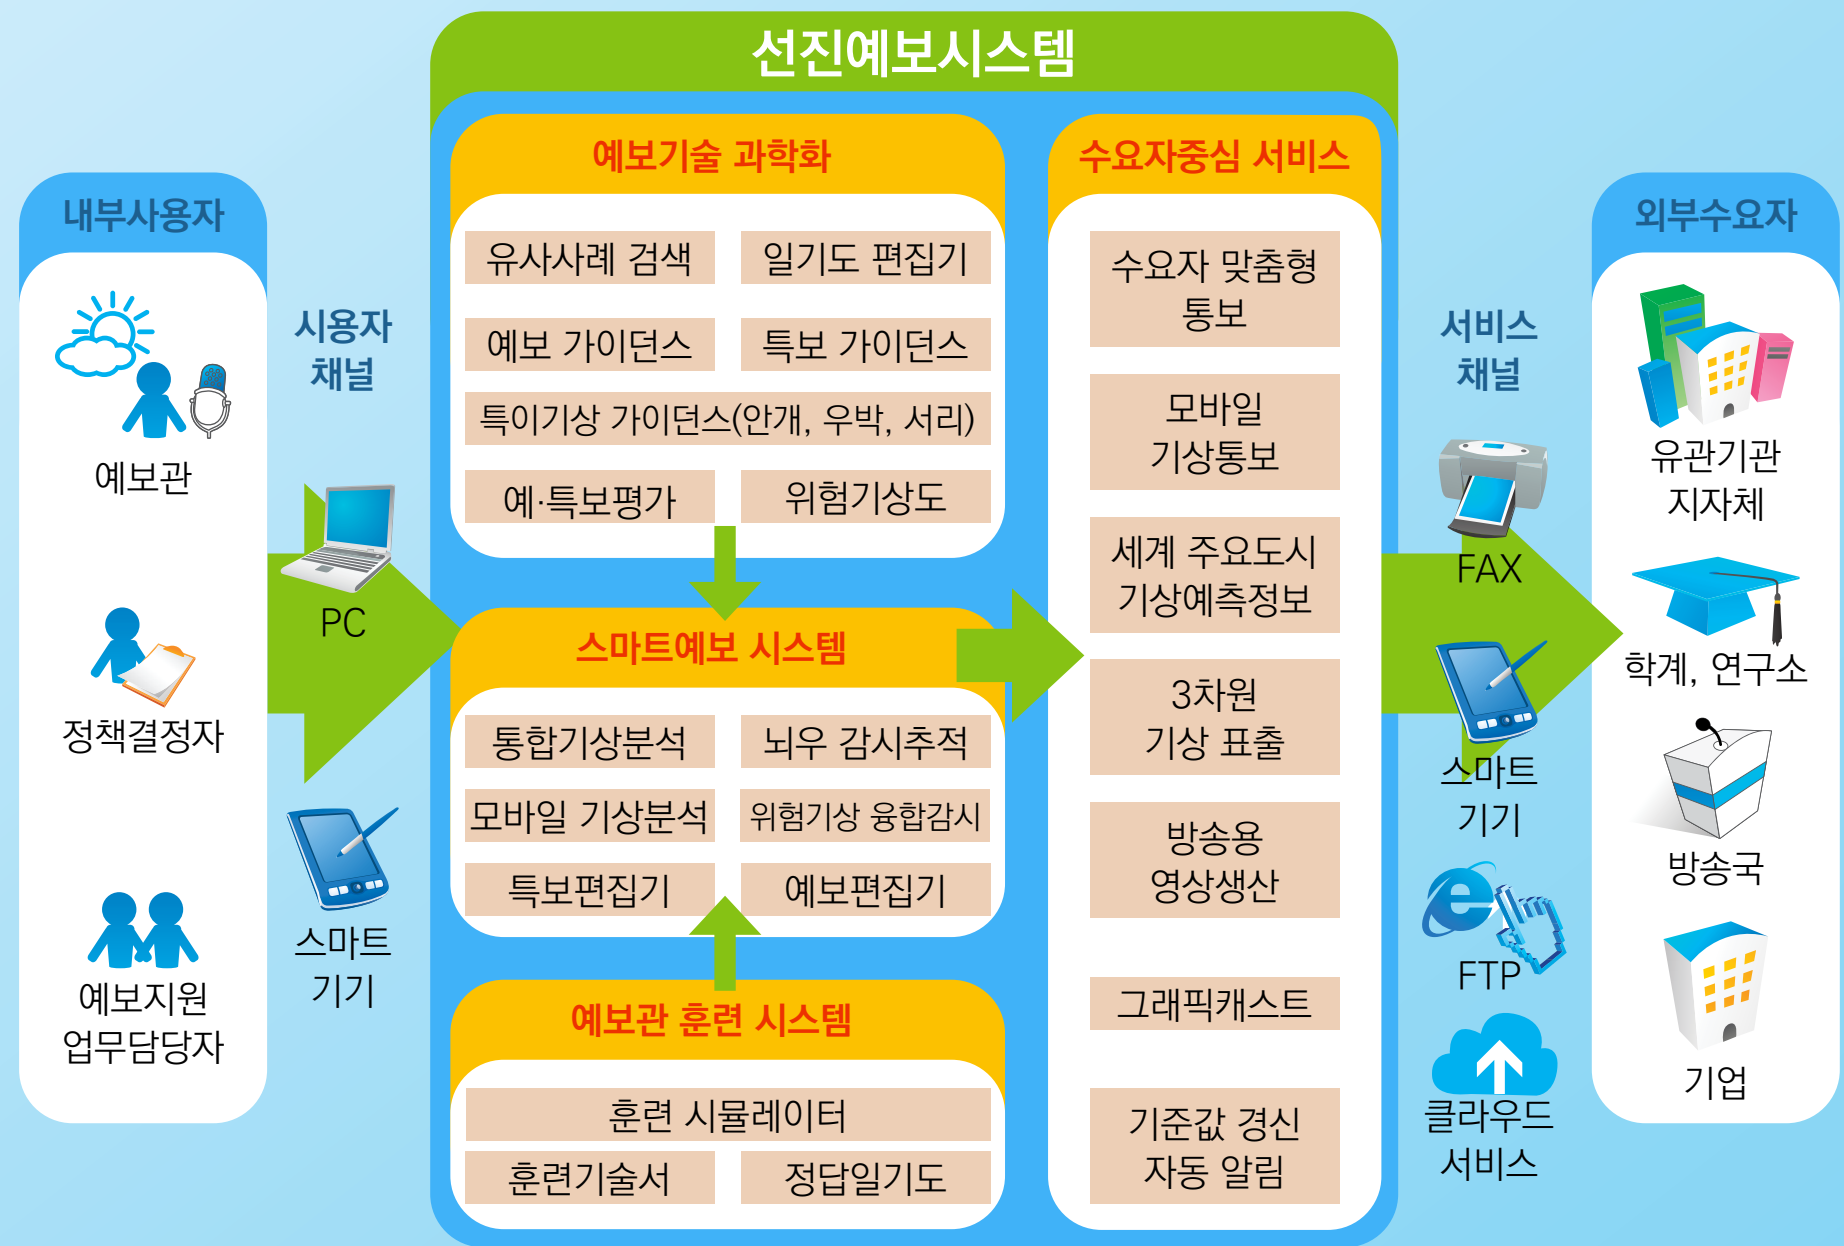 선진예보시스템
내부사용자
예보관
정책결정자
예보지원
업무담당자
시용자
채널
PC
스마트
기기
예보기술 과학화
유사사례 검색
일기도 편집기
예보 가이던스
특보 가이던스
특이기상 가이던스(안개, 우박, 서리)
예·특보평가
위험기상도
스마트예보 시스템
통합기상분석
뇌우 감시추적
모바일 기상분석
위험기상 융합감시
특보편집기
예보편집기
예보관 훈련 시스템
훈련 시뮬레이터
훈련기술서
정답일기도
수요자중심 서비스
수요자 맞춤형
통보
모바일
기상통보
세계 주요도시
기상예측정보
3차원
기상 표출
방송용
영상생산
그래픽캐스트
기준값 경신
자동 알림
서비스
채널
FAX
스마트
기기
FTP
클라우드
서비스
외부수요자
유관기관
지자체
학계, 연구소
방송국
기업